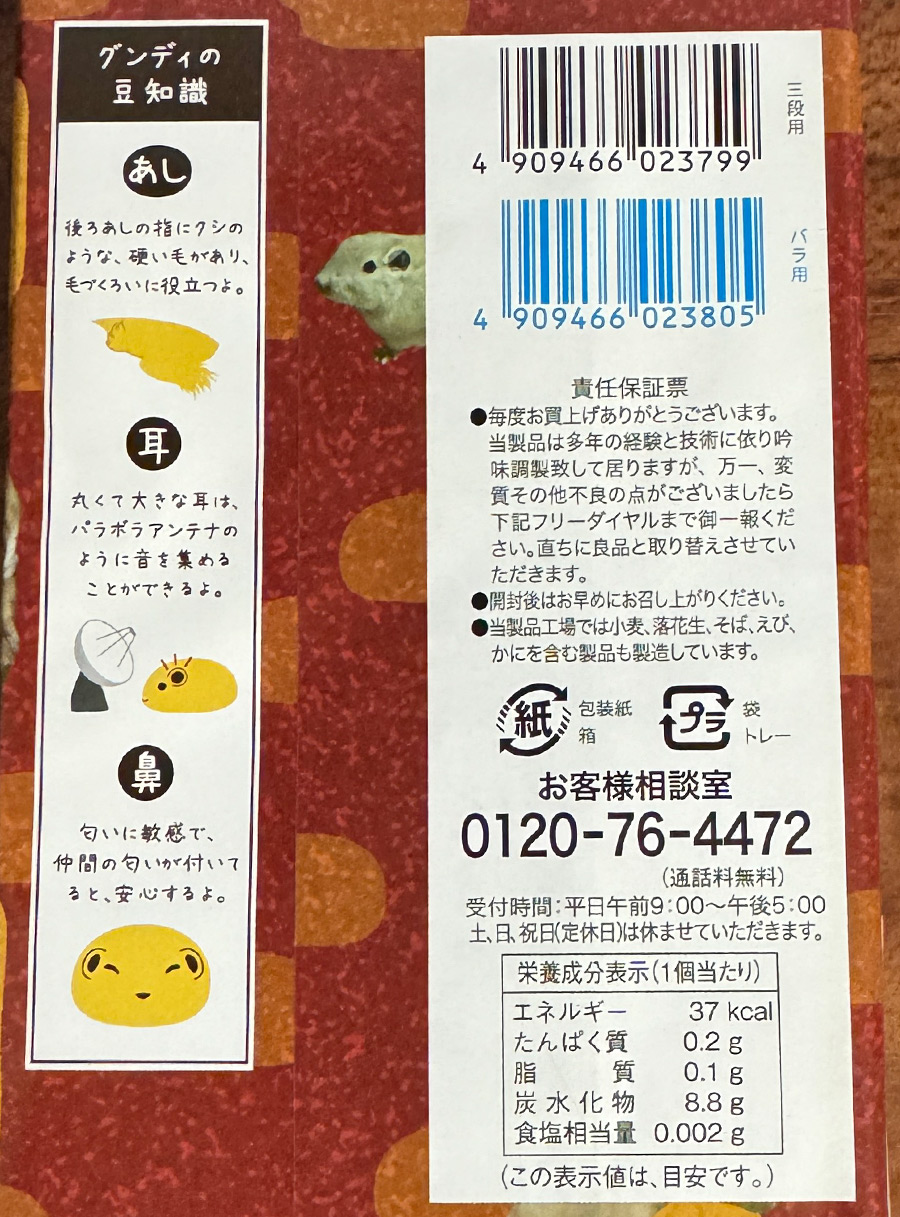 グンディの
豆知識
あし
後ろあしの指にクシの
ような、硬い毛があり、
毛づくろいに役立つよ。
耳
丸くて大きな耳は、
パラボラアンテナの
ように音を集める
ことができるよ。
鼻
匂いに敏感で、
仲間の匂いが付いて
ると、安心するよ。
三段用
4 909466 023799
バラ用
4 909466 023805
責任保証票
●毎度お買上げありがとうございます。
当製品は多年の経験と技術に依り吟
味調製致して居りますが、万一、変
質その他不良の点がございましたら
下記フリーダイヤルまで御一報くだ
さい。直ちに良品と取り替えさせてい
ただきます。
●開封後はお早めにお召し上がりください。
●当製品工場では小麦、落花生、そば、えび、
かにを含む製品も製造しています。
紙 包装紙
箱
プラ 袋
トレー
お客様相談室
0120-76-4472
(通話料無料)
受付時間:平日午前9:00〜午後5:00
土、日、祝日(定休日)は休ませていただきます。
栄養成分表示(1個当たり)
エネルギー 37 kcal
たんぱく質 0.2 g
脂質 0.1 g
炭水化物 8.8 g
食塩相当量 0.002 g
(この表示値は、目安です。)